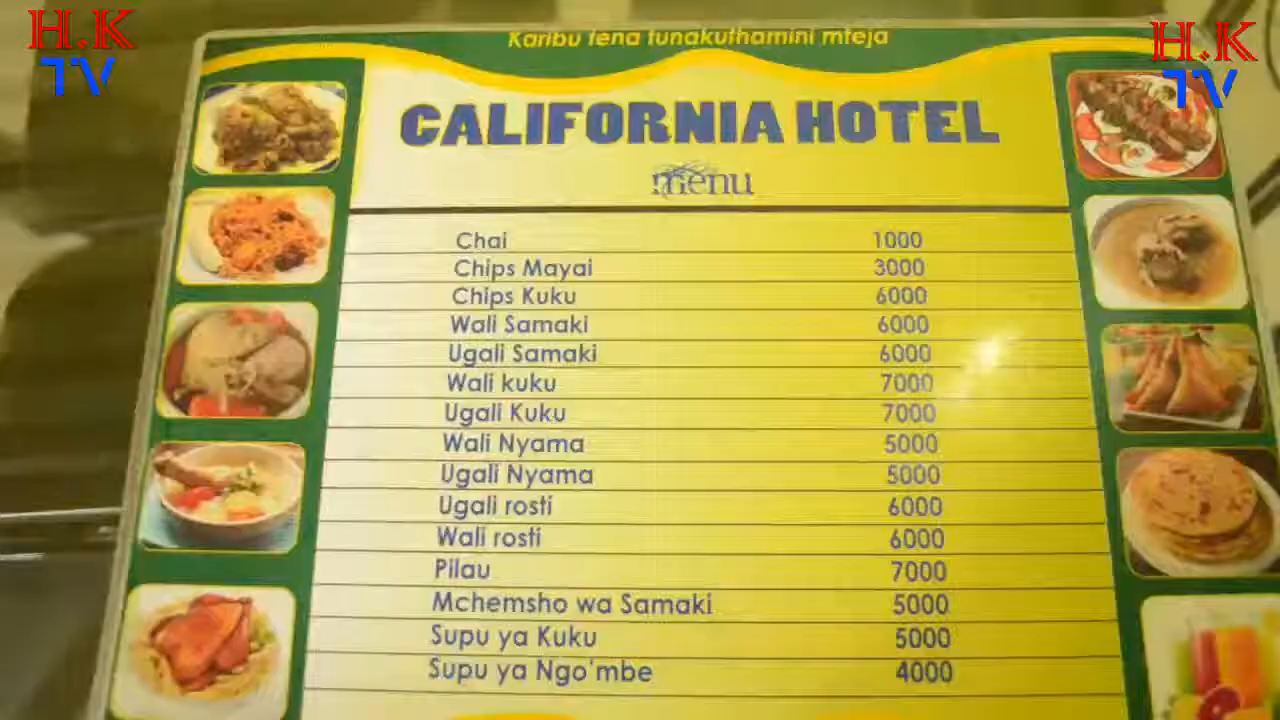 H.K
TV
H.K
TV
Karibu tena tunakuthamini mteja
CALIFORNIA HOTEL
menu
Chai 1000
Chips Mayai 3000
Chips Kuku 6000
Wali Samaki 6000
Ugali Samaki 6000
Wali kuku 7000
Ugali Kuku 7000
Wali Nyama 5000
Ugali Nyama 5000
Ugali rosti 6000
Wali rosti 6000
Pilau 7000
Mchemsho wa Samaki 5000
Supu ya Kuku 5000
Supu ya Ngo'mbe 4000